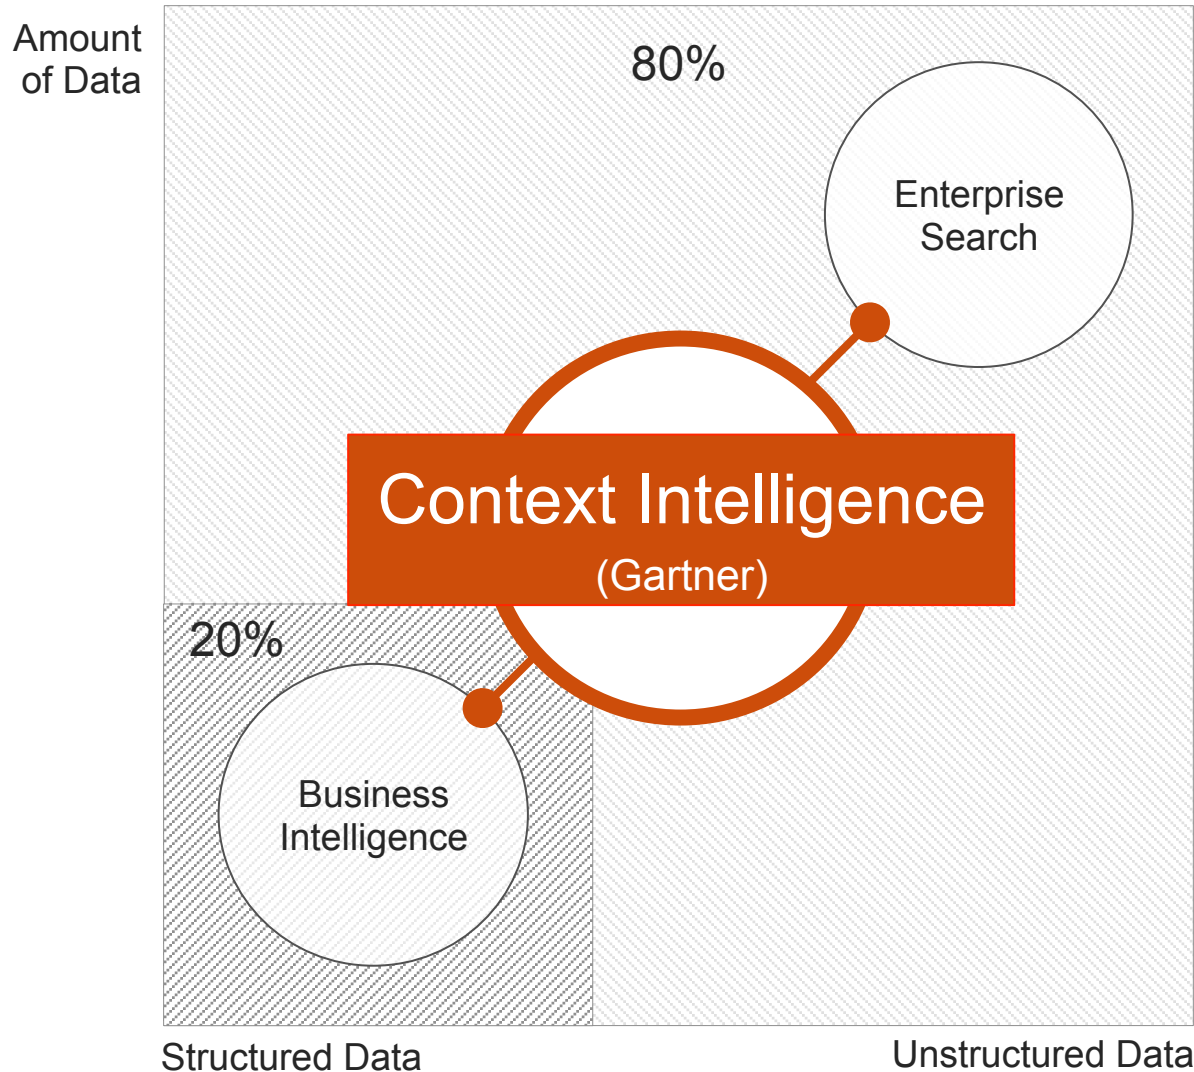 Amount
of Data
80%
Enterprise
Search
Context Intelligence
(Gartner)
20%
Business
Intelligence
Structured Data
Unstructured Data